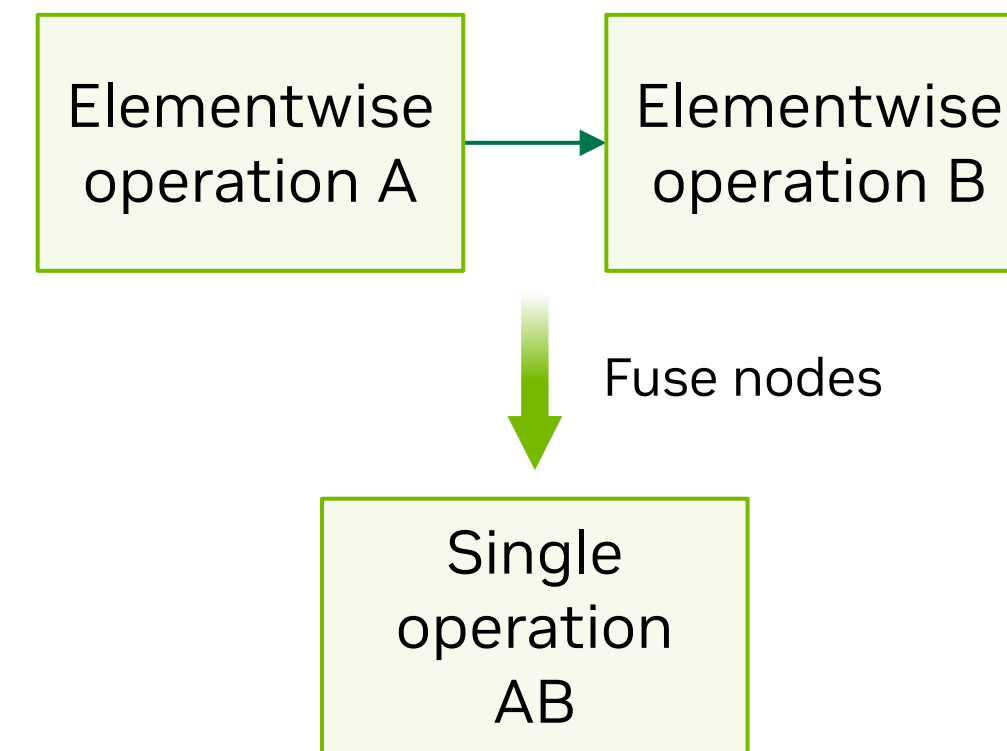 Elementwise
operation A
Elementwise
operation B
Fuse nodes
Single
operation
AB